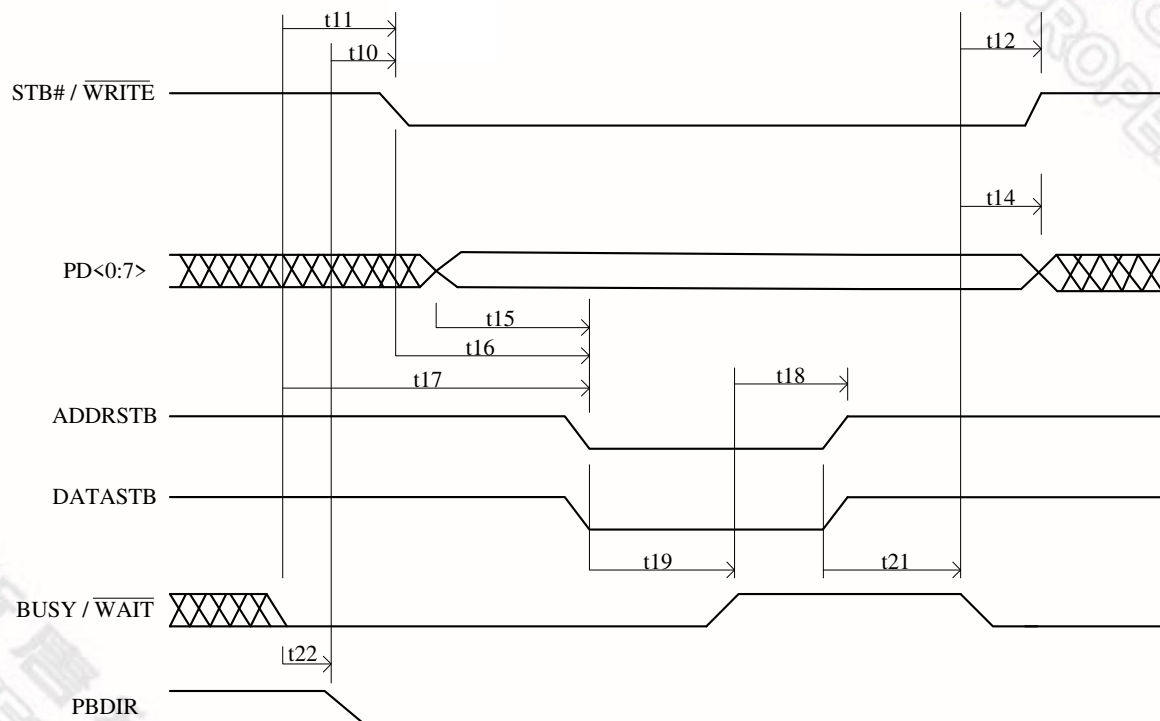 t11
t10
t12
STB# / WRITE
t14
PD<0:7>
t15
t16
t17
t18
ADDRSTB
DATASTB
t19
t21
BUSY / WAIT
t22
PBDIR